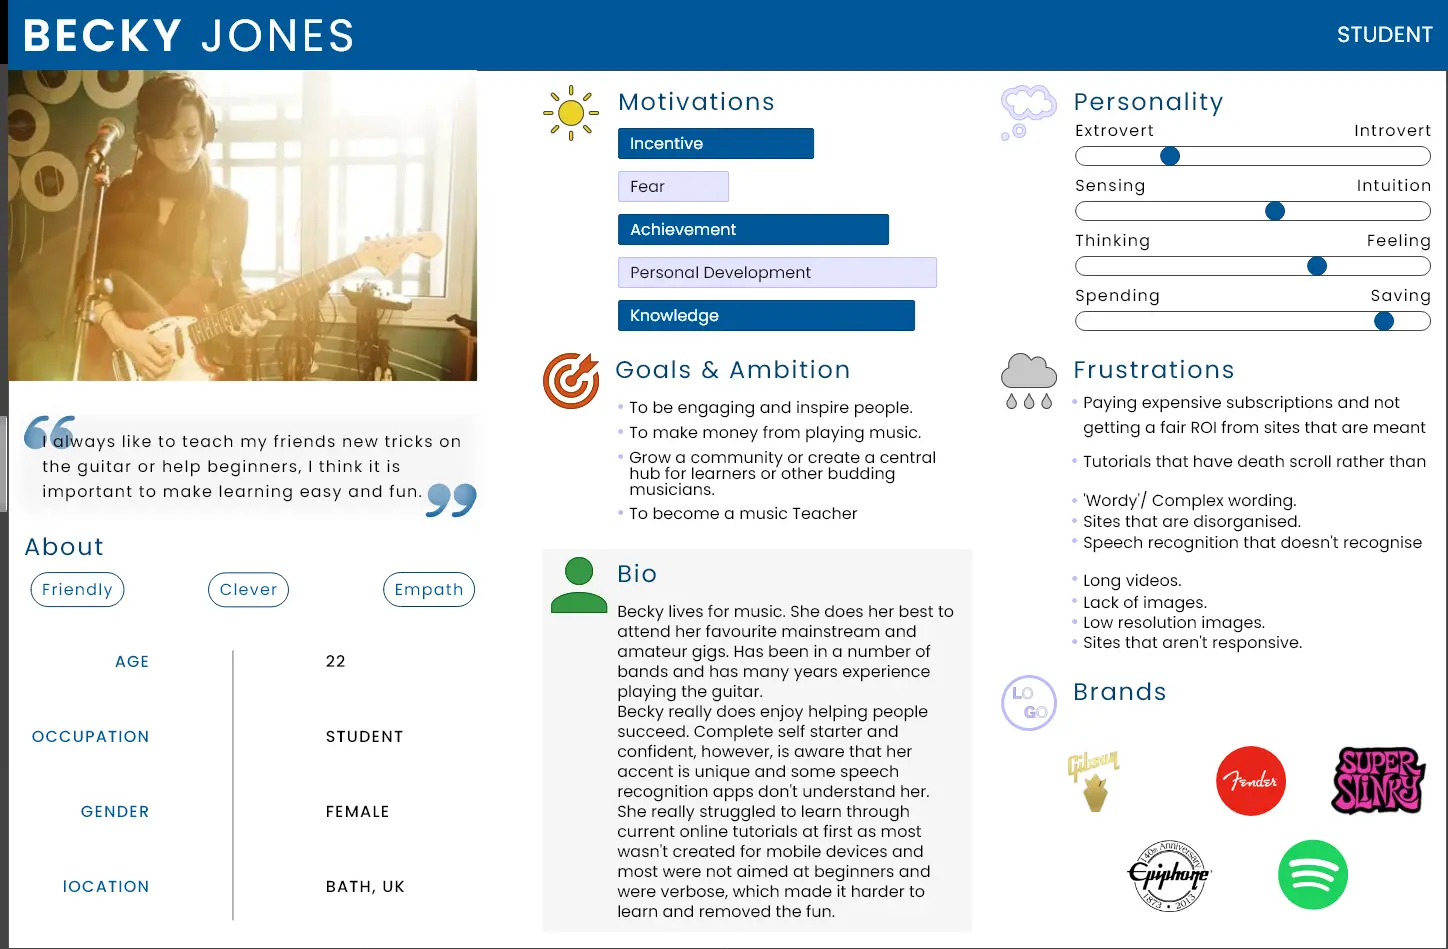 BECKY JONES
STUDENT
I always like to teach my friends new tricks on
the guitar or help beginners, I think it is
important to make learning easy and fun.
About
Friendly
Clever
Empath
AGE
22
OCCUPATION
STUDENT
GENDER
FEMALE
lOCATION
BATH, UK
Motivations
Incentive
Fear
Achievement
Personal Development
Knowledge
Goals & Ambition
• To be engaging and inspire people.
• To make money from playing music.
• Grow a community or create a central
hub for learners or other budding
musicians.
• To become a music Teacher
Bio
Becky lives for music. She does her best to
attend her favourite mainstream and
amateur gigs. Has been in a number of
bands and has many years experience
playing the guitar.
Becky really does enjoy helping people
succeed. Complete self starter and
confident, however, is aware that her
accent is unique and some speech
recognition apps don't understand her.
She really struggled to learn through
current online tutorials at first as most
wasn't created for mobile devices and
most were not aimed at beginners and
were verbose, which made it harder to
learn and removed the fun.
Personality
Extrovert Introvert
Sensing Intuition
Thinking Feeling
Spending Saving
Frustrations
• Paying expensive subscriptions and not
getting a fair ROI from sites that are meant
• Tutorials that have death scroll rather than
• 'Wordy'/ Complex wording.
• Sites that are disorganised.
• Speech recognition that doesn't recognise
• Long videos.
• Lack of images.
• Low resolution images.
• Sites that aren't responsive.
LO
GO
Brands
Gibson
Fender
SUPER
SLINKY
140th Anniversary
Epiphone
1873 • 2013